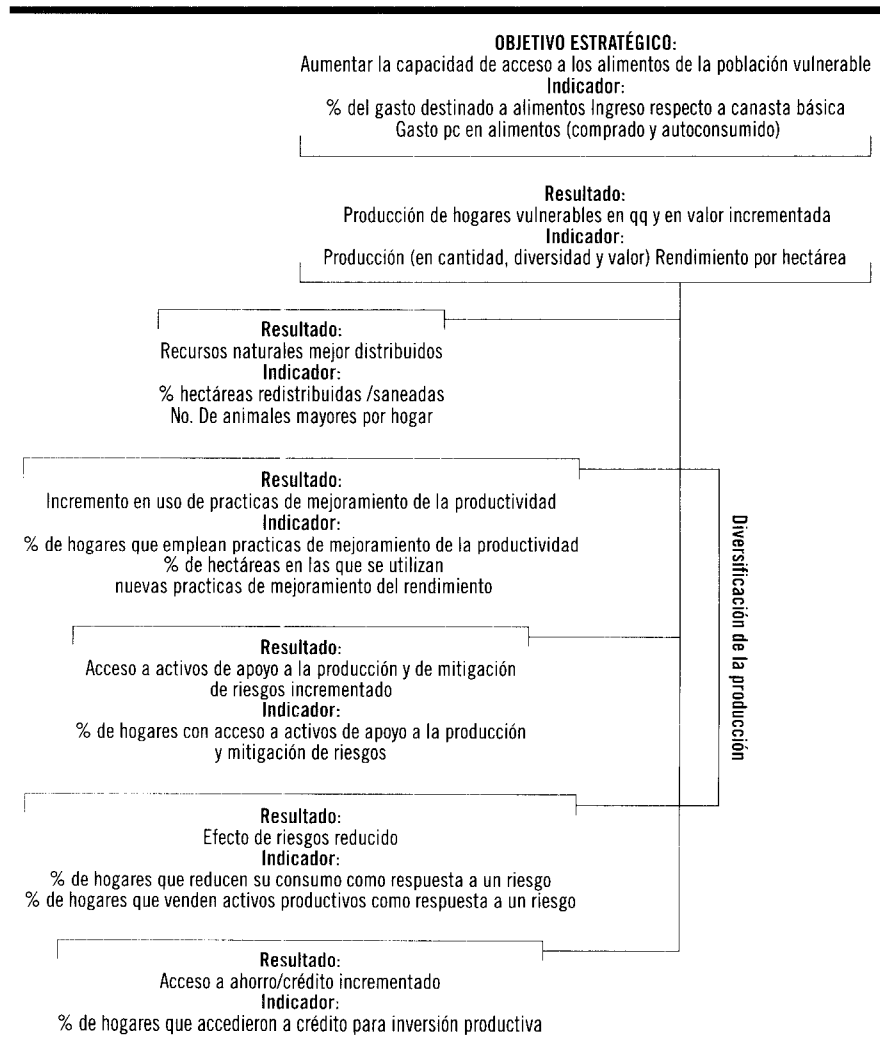 OBJETIVO ESTRATÉGICO:
Aumentar la capacidad de acceso a los alimentos de la población vulnerable
Indicador:
% del gasto destinado a alimentos Ingreso respecto a canasta básica
Gasto pc en alimentos (comprado y autoconsumido)
Resultado:
Producción de hogares vulnerables en qq y en valor incrementada
Indicador:
Producción (en cantidad, diversidad y valor) Rendimiento por hectárea
Resultado:
Recursos naturales mejor distribuidos
Indicador:
% hectáreas redistribuidas /saneadas
No. De animales mayores por hogar
Resultado:
Incremento en uso de practicas de mejoramiento de la productividad
Indicador:
% de hogares que emplean practicas de mejoramiento de la productividad
% de hectáreas en las que se utilizan
nuevas practicas de mejoramiento del rendimiento
Resultado:
Acceso a activos de apoyo a la producción y de mitigación
de riesgos incrementado
Indicador:
% de hogares con acceso a activos de apoyo a la producción
y mitigación de riesgos
Resultado:
Efecto de riesgos reducido
Indicador:
% de hogares que reducen su consumo como respuesta a un riesgo
% de hogares que venden activos productivos como respuesta a un riesgo
Resultado:
Acceso a ahorro/crédito incrementado
Indicador:
% de hogares que accedieron a crédito para inversión productiva
Diversificación de la producción